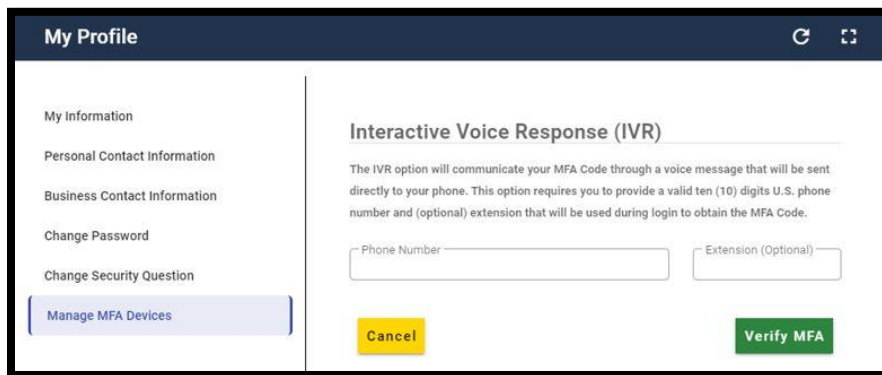 My Profile
My Information
Personal Contact Information
Business Contact Information
Change Password
Change Security Question
Manage MFA Devices
Interactive Voice Response (IVR)
The IVR option will communicate your MFA Code through a voice message that will be sent
directly to your phone. This option requires you to provide a valid ten (10) digits U.S. phone
number and (optional) extension that will be used during login to obtain the MFA Code.
Phone Number
Extension (Optional)
Cancel
Verify MFA